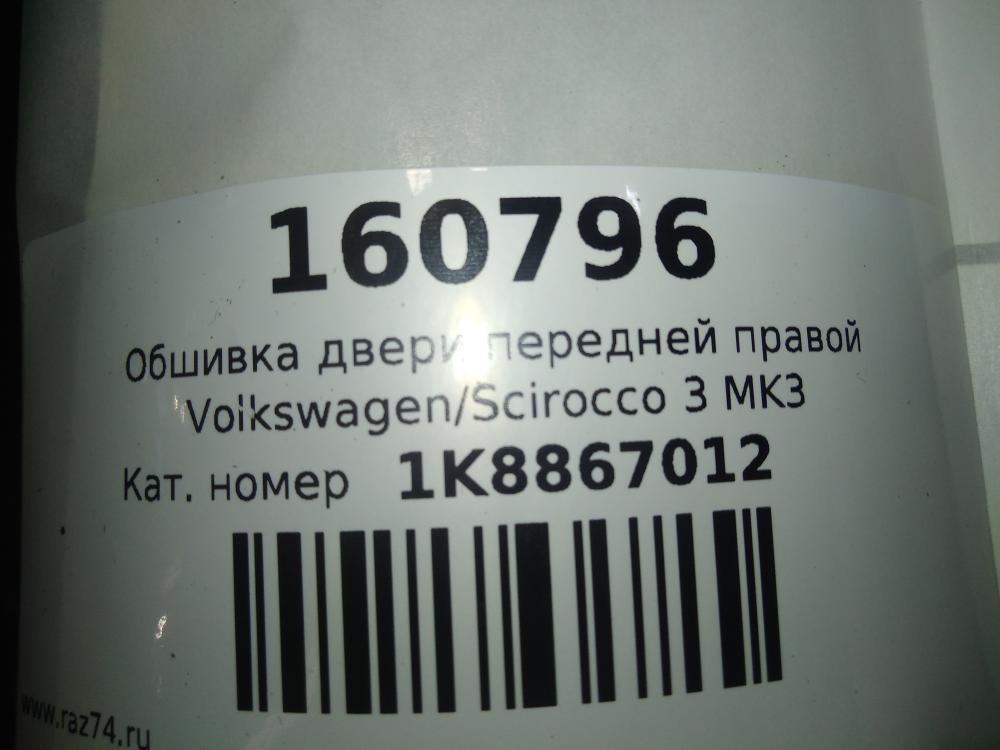 160796
Обшивка двери передней правой
Volkswagen/Scirocco 3 MK3
Кат. номер 1K8867012
www.raz74.ru